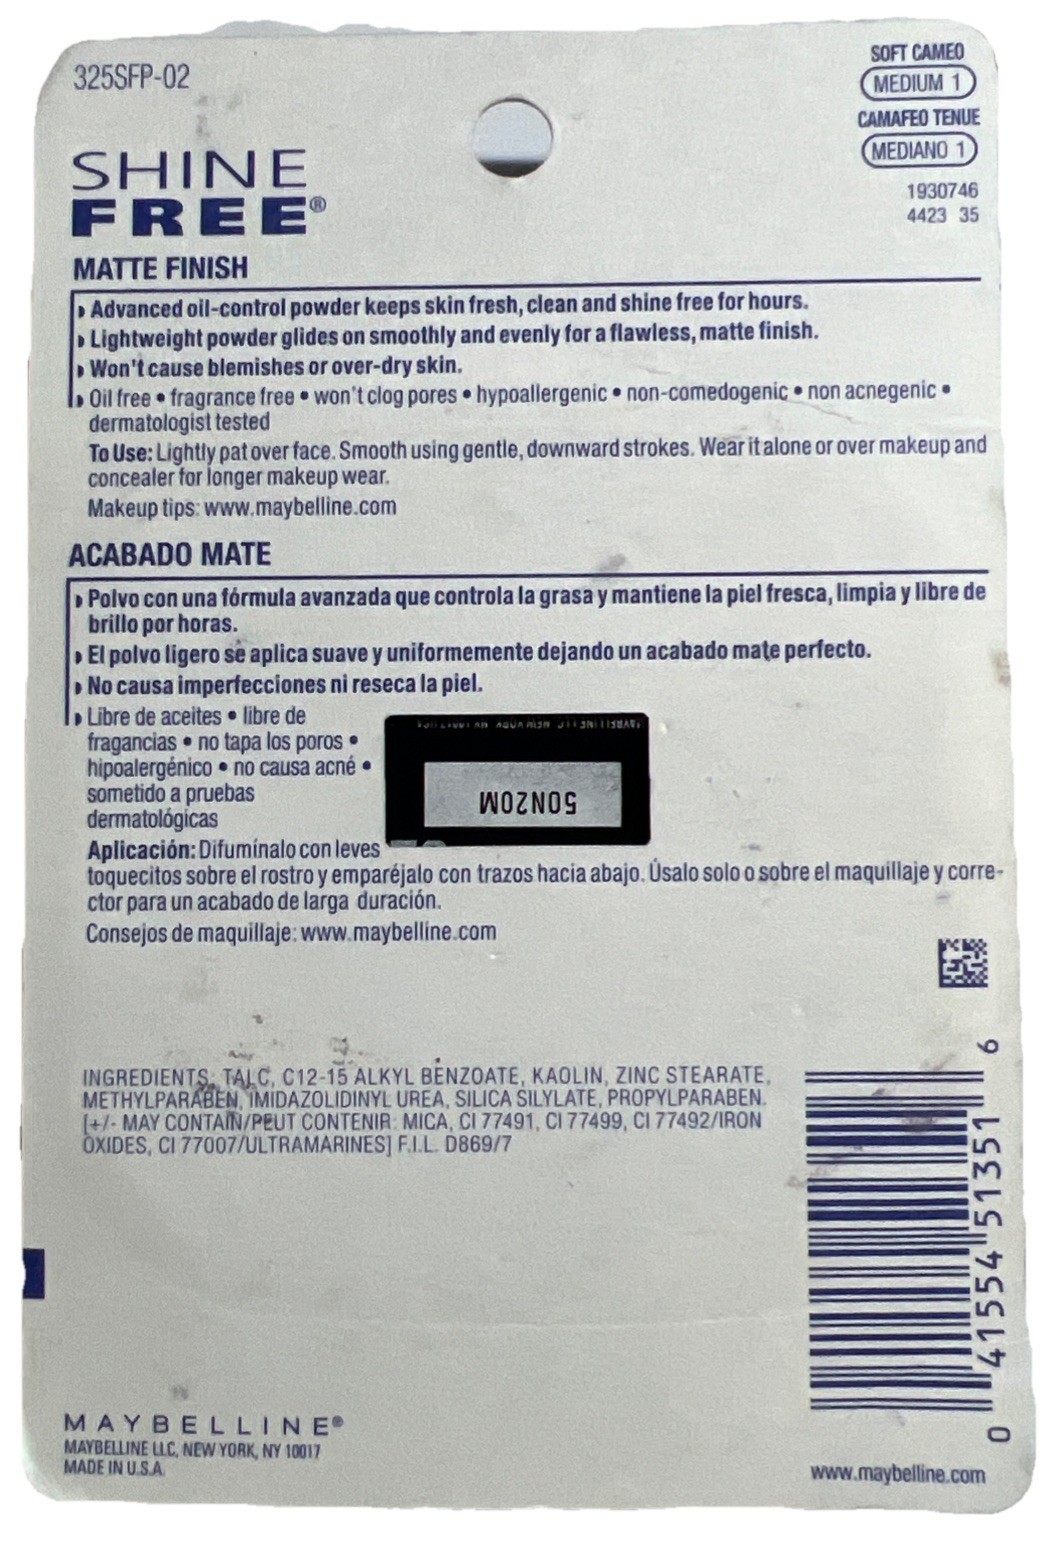 325SFP-02
SOFT CAMEO
MEDIUM 1
CAMAFEO TENUE
MEDIANO 1
1930746
4423 35
SHINE
FREE®
MATTE FINISH
Advanced oil-control powder keeps skin fresh, clean and shine free for hours.
Lightweight powder glides on smoothly and evenly for a flawless, matte finish.
Won't cause blemishes or over-dry skin.
Oil free • fragrance free • won't clog pores • hypoallergenic • non-comedogenic • non acnegenic •
dermatologist tested
To Use: Lightly pat over face. Smooth using gentle, downward strokes. Wear it alone or over makeup and
concealer for longer makeup wear.
Makeup tips: www.maybelline.com
ACABADO MATE
Polvo con una fórmula avanzada que controla la grasa y mantiene la piel fresca, limpia y libre de
brillo por horas.
El polvo ligero se aplica suave y uniformemente dejando un acabado mate perfecto.
No causa imperfecciones ni reseca la piel.
Libre de aceites • libre de
fragancias • no tapa los poros •
hipoalergénico • no causa acné •
sometido a pruebas
dermatológicas
50N20M
Aplicación: Difumínalo con leves
toquecitos sobre el rostro y emparéjalo con trazos hacia abajo. Úsalo solo o sobre el maquillaje y corre-
ctor para un acabado de larga duración.
Consejos de maquillaje: www.maybelline.com
INGREDIENTS: TALC, C12-15 ALKYL BENZOATE, KAOLIN, ZINC STEARATE,
METHYLPARABEN, IMIDAZOLIDINYL UREA, SILICA SILYLATE, PROPYLPARABEN.
[+/- MAY CONTAIN/PEUT CONTENIR: MICA, CI 77491, CI 77499, CI 77492/IRON
OXIDES, CI 77007/ULTRAMARINES] F.I.L. D869/7
0 41554 51351 6
MAYBELLINE®
MAYBELLINE LLC, NEW YORK, NY 10017
MADE IN U.S.A.
www.maybelline.com